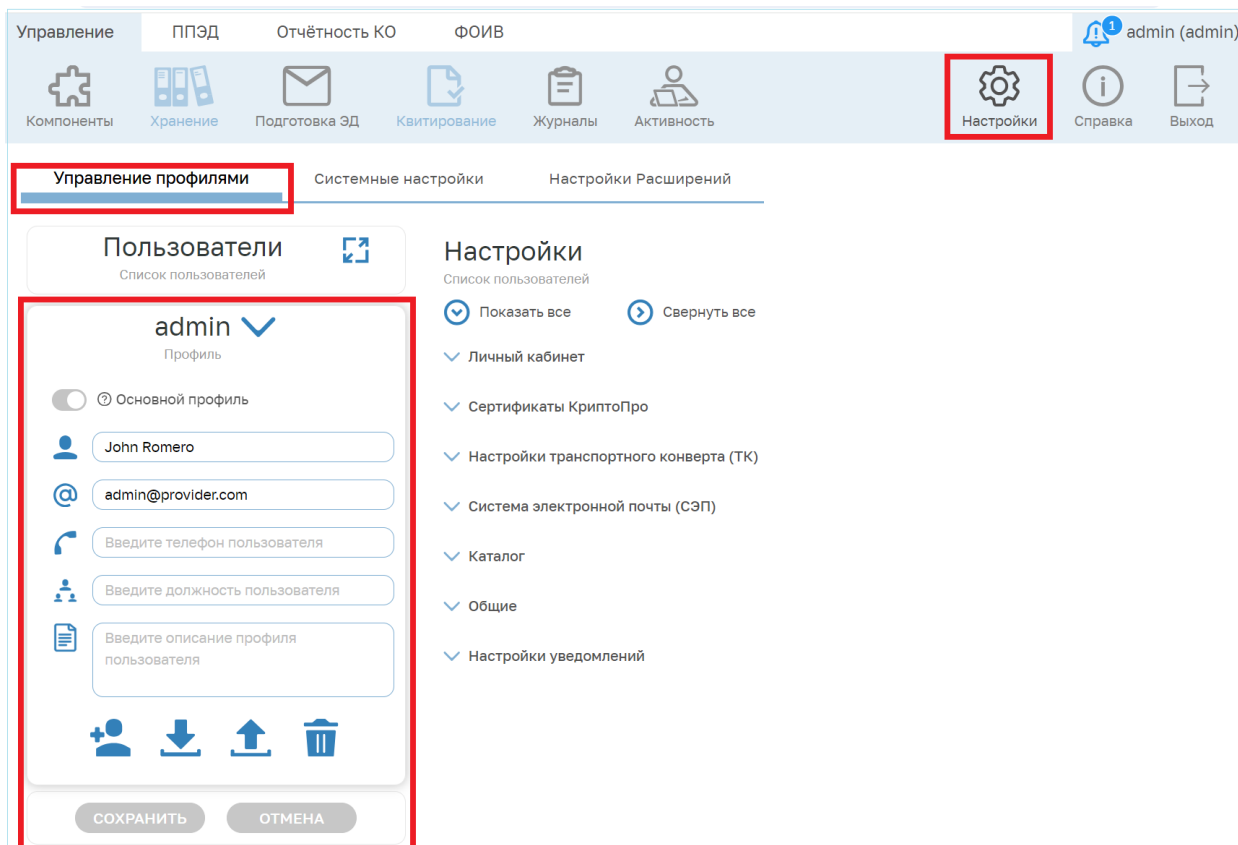 Управление ППЭД Отчётность КО ФОИВ 1 admin (admin)
Компоненты Хранение Подготовка ЭД Квитирование Журналы Активность Настройки Справка Выход
Управление профилями Системные настройки Настройки Расширений
Пользователи
Список пользователей
admin
Профиль
? Основной профиль
John Romero
@ admin@provider.com
Введите телефон пользователя
Введите должность пользователя
Введите описание профиля
пользователя
СОХРАНИТЬ ОТМЕНА
Настройки
Список пользователей
Показать все Свернуть все
Личный кабинет
Сертификаты КриптоПро
Настройки транспортного конверта (ТК)
Система электронной почты (СЭП)
Каталог
Общие
Настройки уведомлений